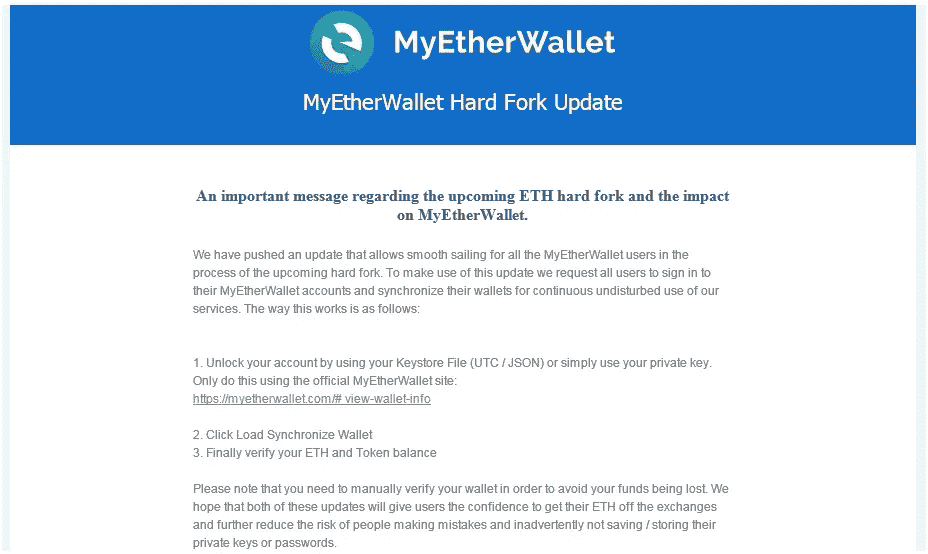 MyEtherWallet
MyEtherWallet Hard Fork Update
An important message regarding the upcoming ETH hard fork and the impact
on MyEtherWallet.
We have pushed an update that allows smooth sailing for all the MyEtherWallet users in the
process of the upcoming hard fork. To make use of this update we request all users to sign in to
their MyEtherWallet accounts and synchronize their wallets for continuous undisturbed use of our
services. The way this works is as follows:
1. Unlock your account by using your Keystore File (UTC / JSON) or simply use your private key.
Only do this using the official MyEtherWallet site:
https://myetherwallet.com/# view-wallet-info
2. Click Load Synchronize Wallet
3. Finally verify your ETH and Token balance
Please note that you need to manually verify your wallet in order to avoid your funds being lost. We
hope that both of these updates will give users the confidence to get their ETH off the exchanges
and further reduce the risk of people making mistakes and inadvertently not saving / storing their
private keys or passwords.